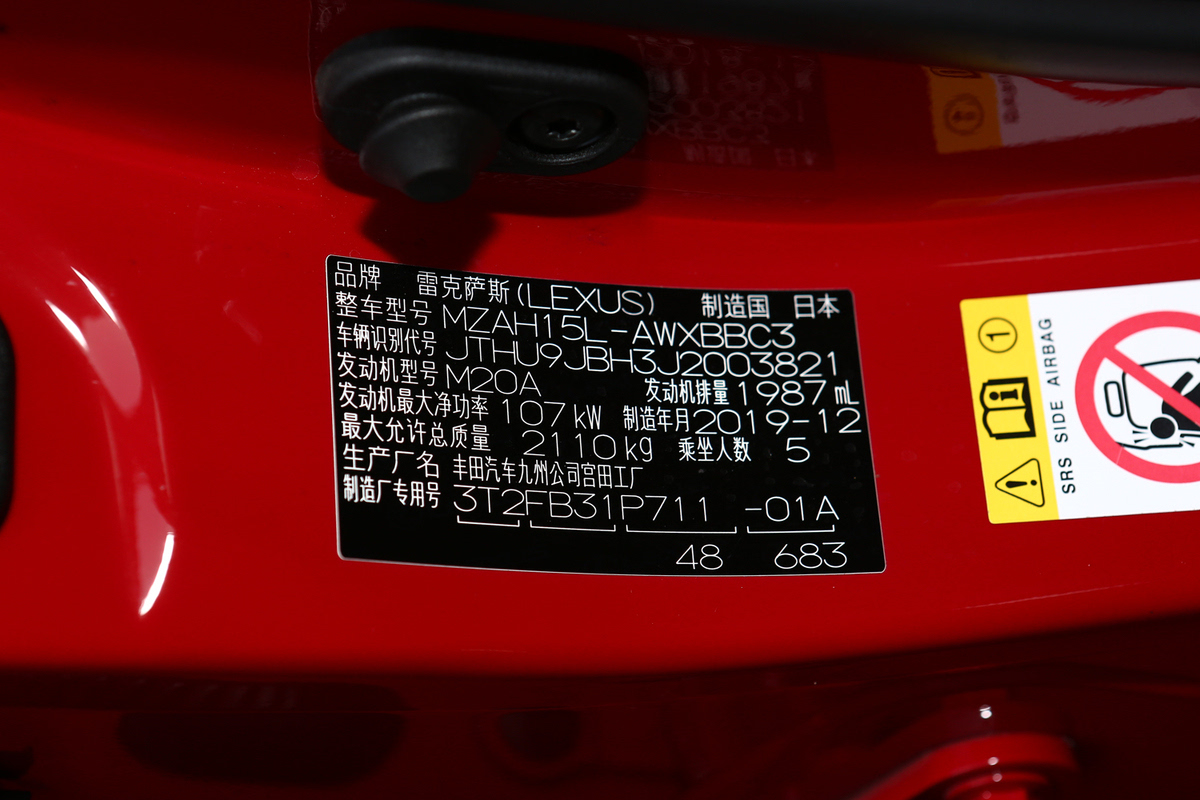 品牌 雷克萨斯(LEXUS) 制造国 日本
整车型号 MZAH15L-AWXBBC3
车辆识别代号 JTHU9JBH3J2003821
发动机型号 M20A 发动机排量 1987 mL
发动机最大净功率 107 kW 制造年月 2019-12
最大允许总质量 2110 kg 乘坐人数 5
生产厂名 丰田汽车九州公司宫田工厂
制造厂专用号 3T2FB31P711 -01A
48 683
1
SRS SIDE AIRBAG